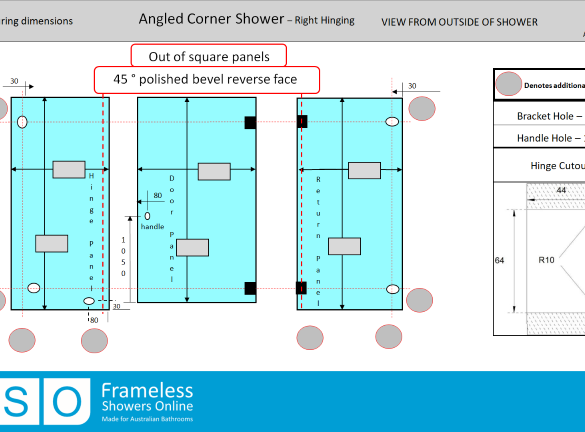 ring dimensions
Angled Corner Shower – Right Hinging
VIEW FROM OUTSIDE OF SHOWER
Out of square panels
45 ° polished bevel reverse face
30
30
Denotes additiona
Bracket Hole –
Handle Hole –
Hinge Cutou
44
64
R10
Hinge Panel
Door Panel
80
handle
1050
Return Panel
30
80
SO
Frameless
Showers Online
Made for Australian Bathrooms